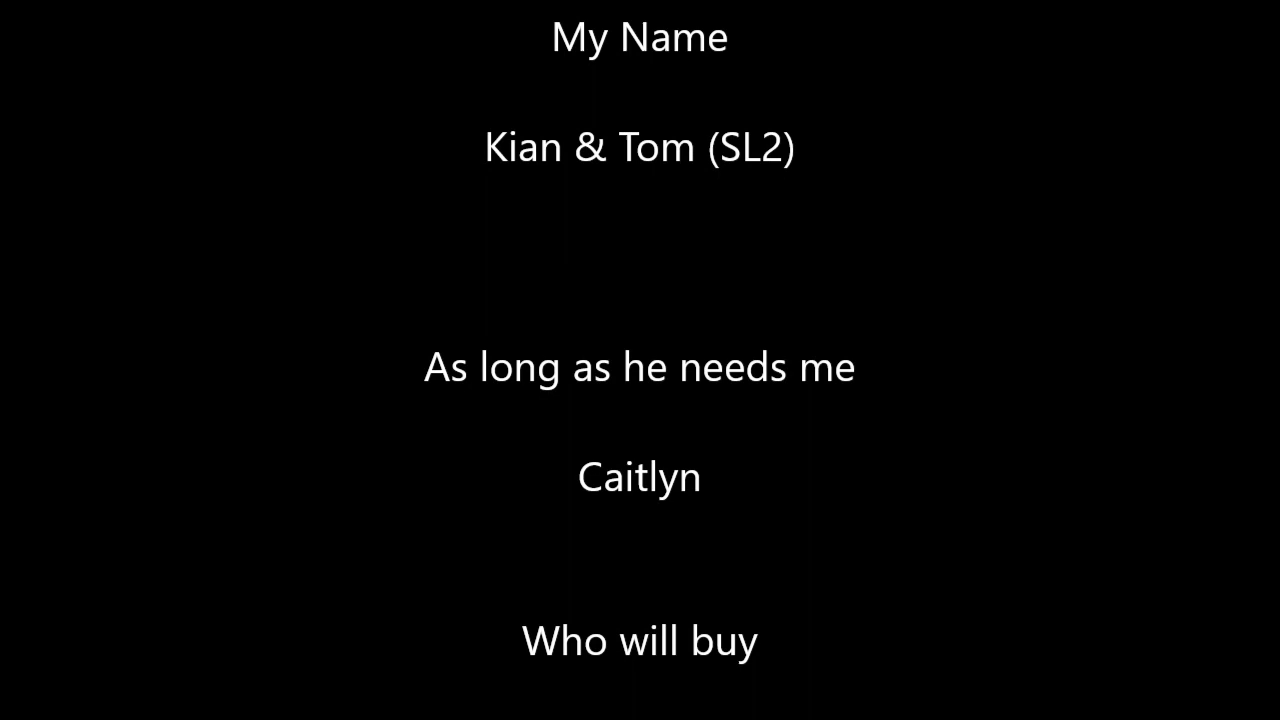 My Name
Kian & Tom (SL2)
As long as he needs me
Caitlyn
Who will buy